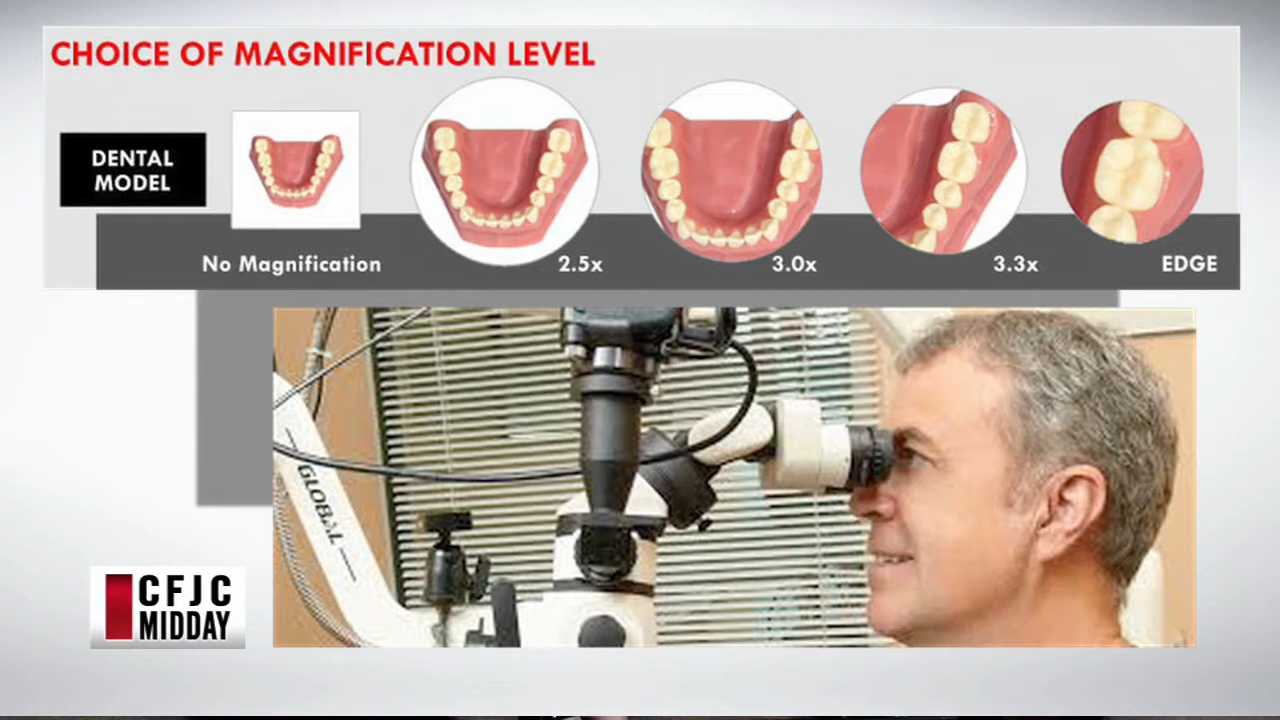 CHOICE OF MAGNIFICATION LEVEL
DENTAL
MODEL
No Magnification
2.5x
3.0x
3.3x
EDGE
GLOBAL
CFJC
MIDDAY